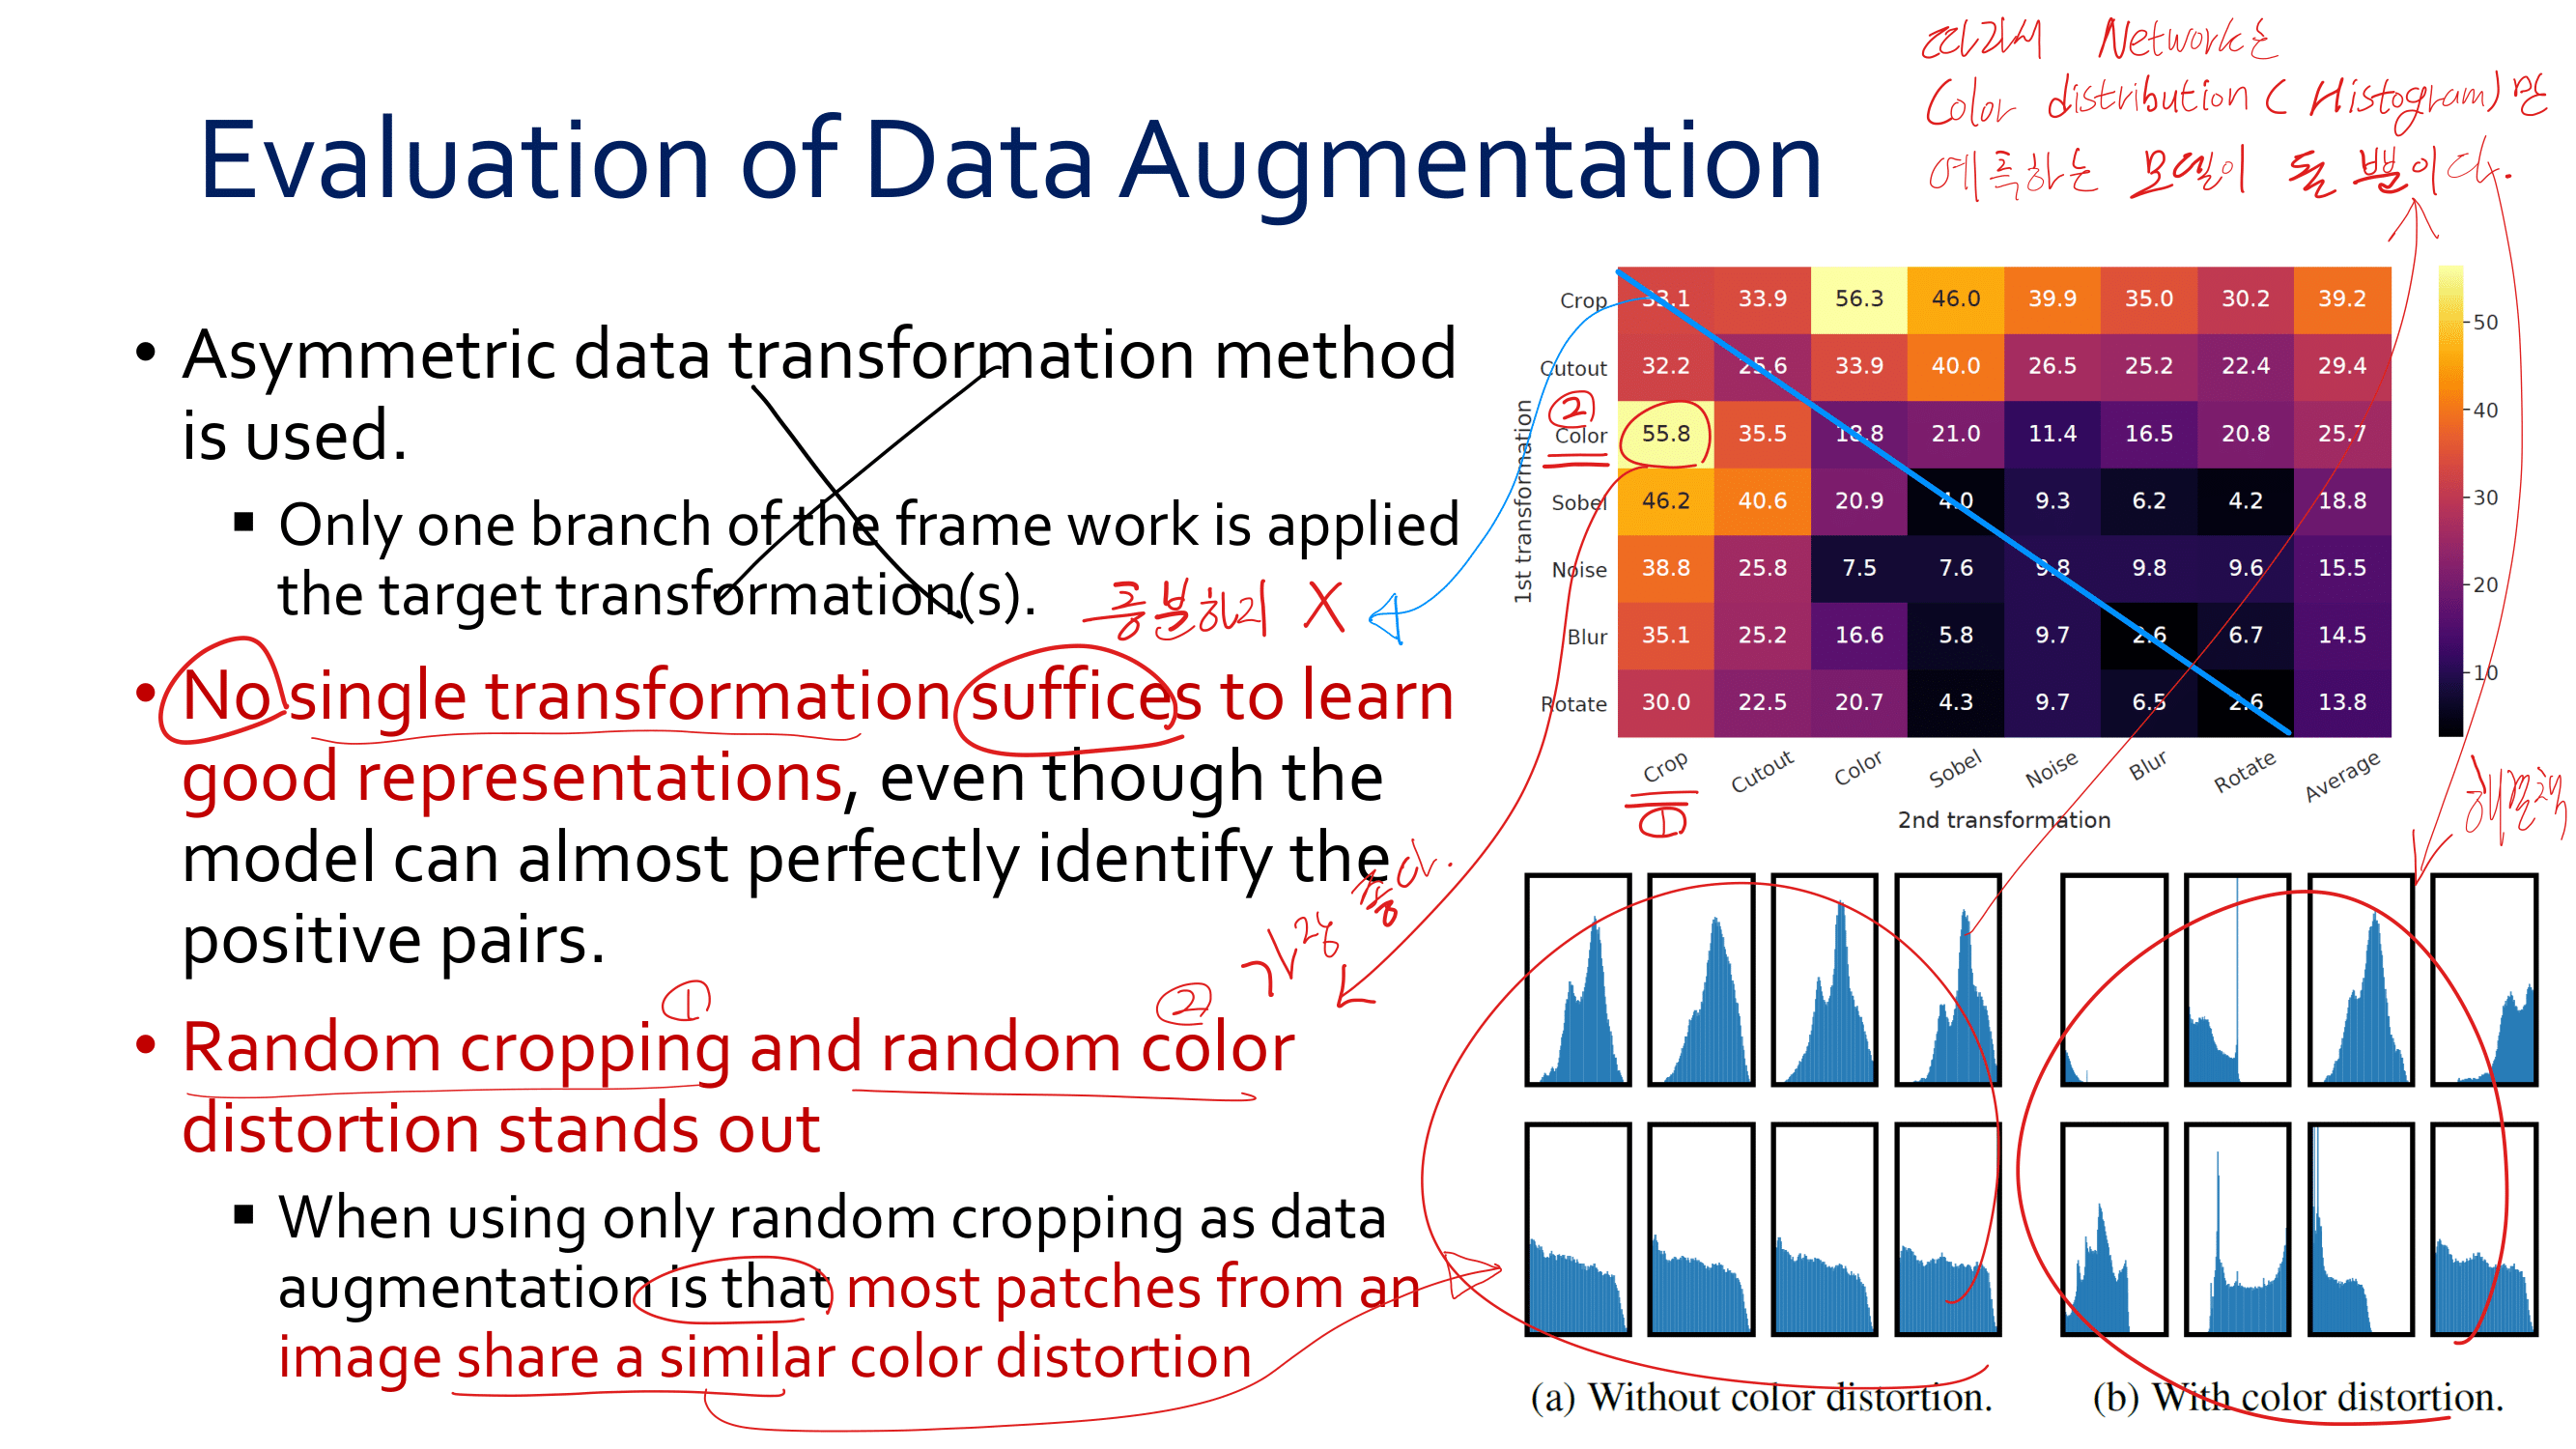 따라서 Network는
Color distribution ( Histogram) 만
예측하는 모델이 될 뿐이다.
Evaluation of Data Augmentation
• Asymmetric data transformation method
is used.
▪ Only one branch of the frame work is applied
the target transformation(s).
충분하지 X
• No single transformation suffices to learn
good representations, even though the
model can almost perfectly identify the
positive pairs.
가장 좋다.
① ②
• Random cropping and random color
distortion stands out
▪ When using only random cropping as data
augmentation is that most patches from an
image share a similar color distortion
1st transformation
Crop 33.1 33.9 56.3 46.0 39.9 35.0 30.2 39.2
Cutout 32.2 25.6 33.9 40.0 26.5 25.2 22.4 29.4
②
Color 55.8 35.5 18.8 21.0 11.4 16.5 20.8 25.7
Sobel 46.2 40.6 20.9 4.0 9.3 6.2 4.2 18.8
Noise 38.8 25.8 7.5 7.6 9.8 9.8 9.6 15.5
Blur 35.1 25.2 16.6 5.8 9.7 2.6 6.7 14.5
Rotate 30.0 22.5 20.7 4.3 9.7 6.5 2.6 13.8
Crop Cutout Color Sobel Noise Blur Rotate Average
①
2nd transformation
50
40
30
20
10
해결책
(a) Without color distortion.
(b) With color distortion.